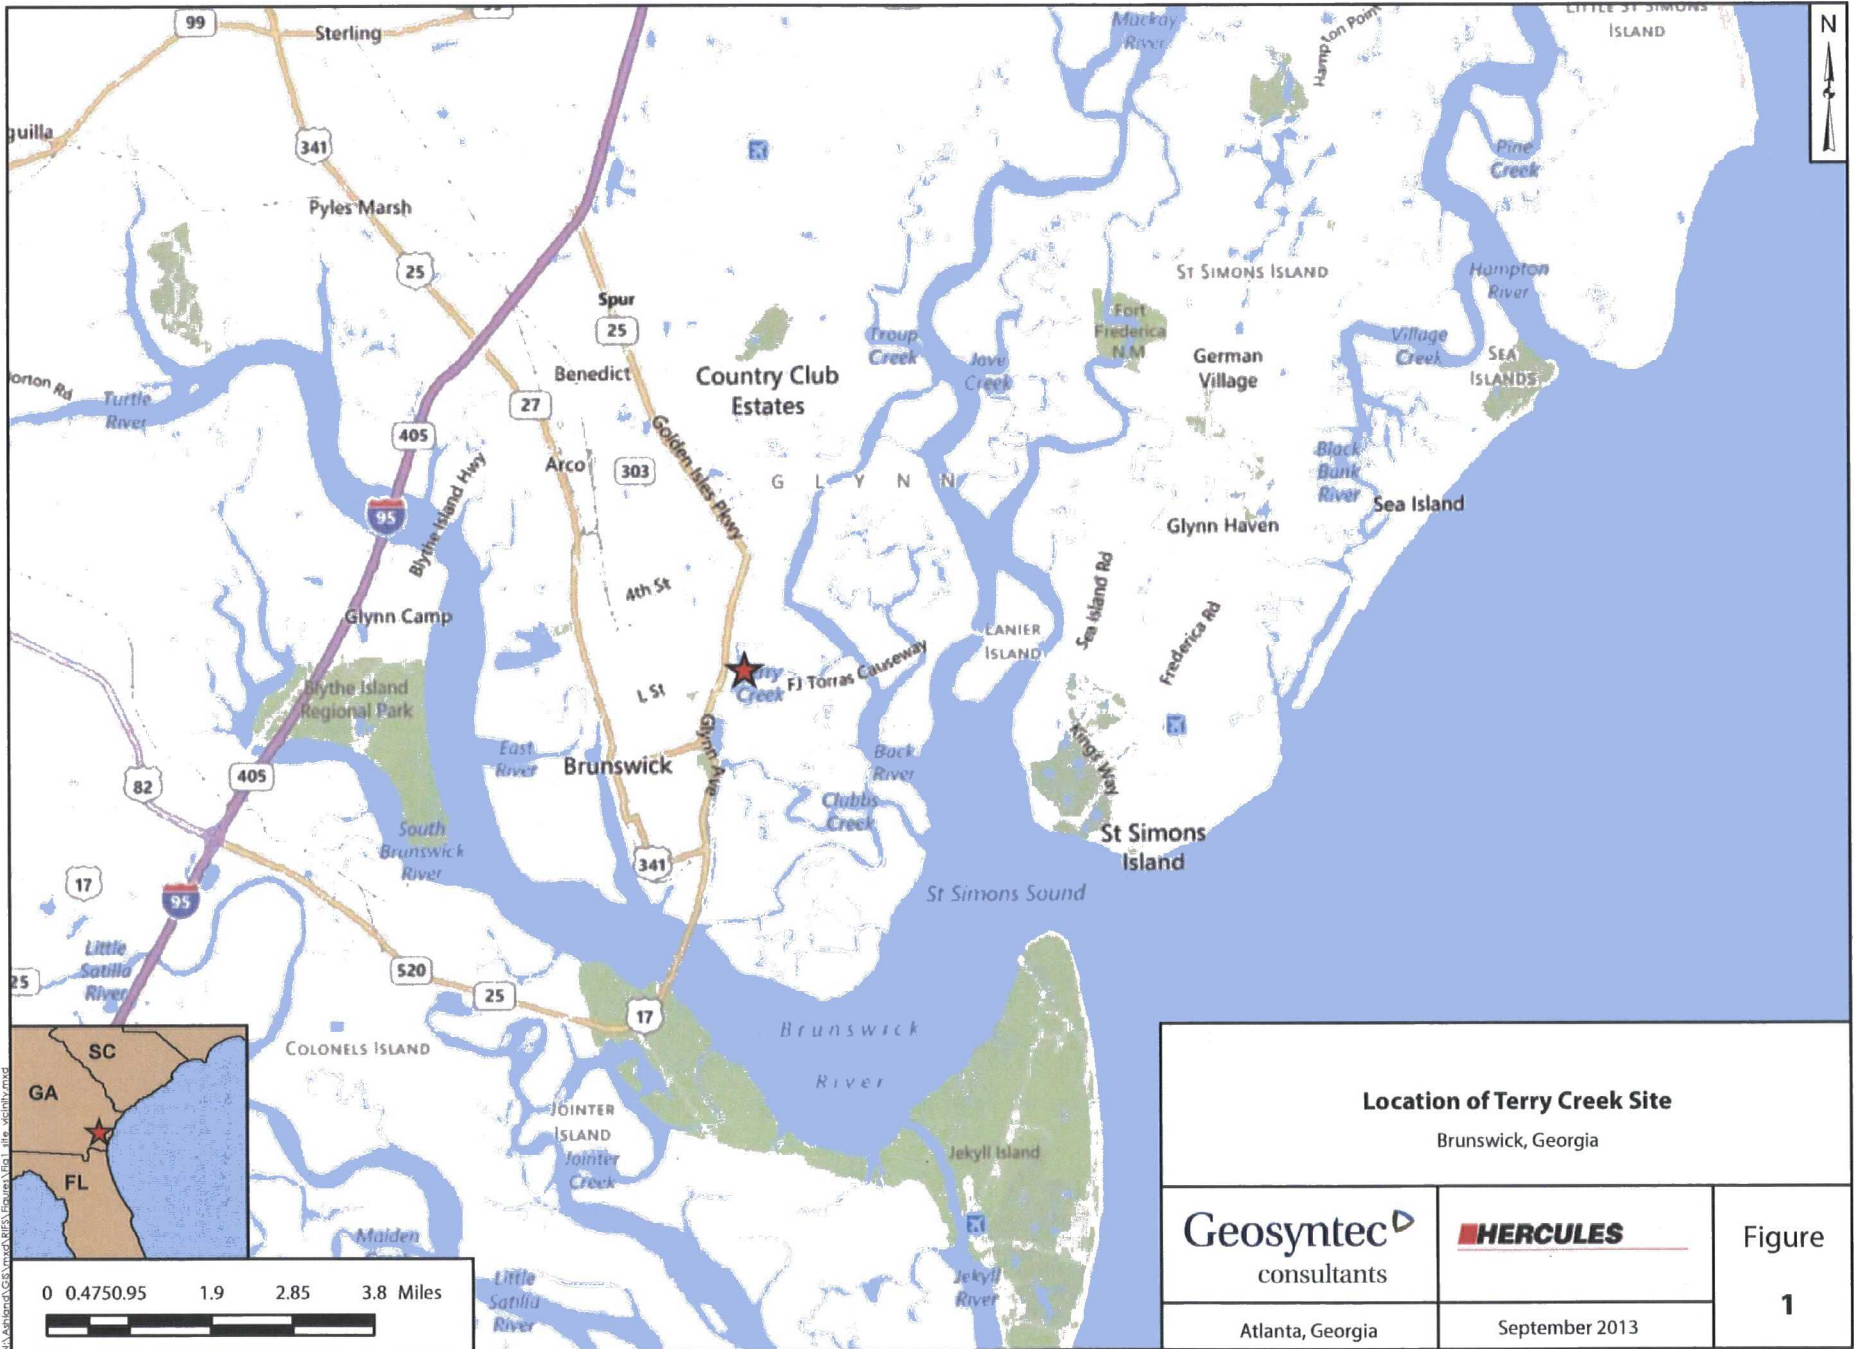 99
Sterling
Mackay
River
Hampton Point
LITTLE ST SIMONS
ISLAND
N
guilla
341
Pine
Creek
Pyles Marsh
25
ST SIMONS ISLAND
Hampton
River
Spur
25
Fort
Frederica
N.M
Troup
Creek
Jove
Creek
German
Village
Village
Creek
SEA
ISLANDS
Benedict
Country Club
Estates
orton Rd
Turtle
River
27
405
Golden Isles Pkwy
Arco
303
Blythe Island Hwy
GLYNN
Black
Bank
River
Sea Island
95
Glynn Haven
4th St
Sea Island Rd
Frederica Rd
Glynn Camp
LANIER
ISLAND
L St
Creek
FJ Torras Causeway
Blythe Island
Regional Park
Glynn Ave
East
River
Brunswick
Back
River
Kings Way
405
82
Clubbs
Creek
South
Brunswick
River
St Simons
Island
341
17
95
St Simons Sound
Little
Satilla
River
25
520
25
17
Brunswick
River
COLONELS ISLAND
JOINTER
ISLAND
Jointer
Creek
Jekyll Island
Maiden
Little
Satilla
River
Jekyll
River
SC
GA
FL
0 0.4750.95 1.9 2.85 3.8 Miles
Location of Terry Creek Site
Brunswick, Georgia
Geosyntec
consultants
HERCULES
Figure
1
Atlanta, Georgia
September 2013